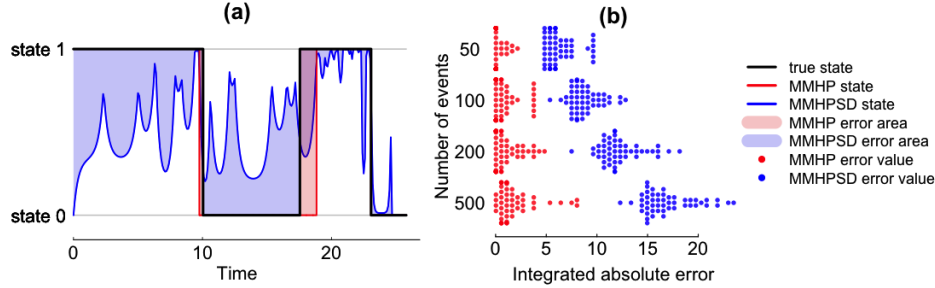 (a)
state 1
state 0
0
10
20
Time
(b)
Number of events
50
100
200
500
0
5
10
15
20
Integrated absolute error
true state
MMHP state
MMHPSD state
MMHP error area
MMHPSD error area
MMHP error value
MMHPSD error value